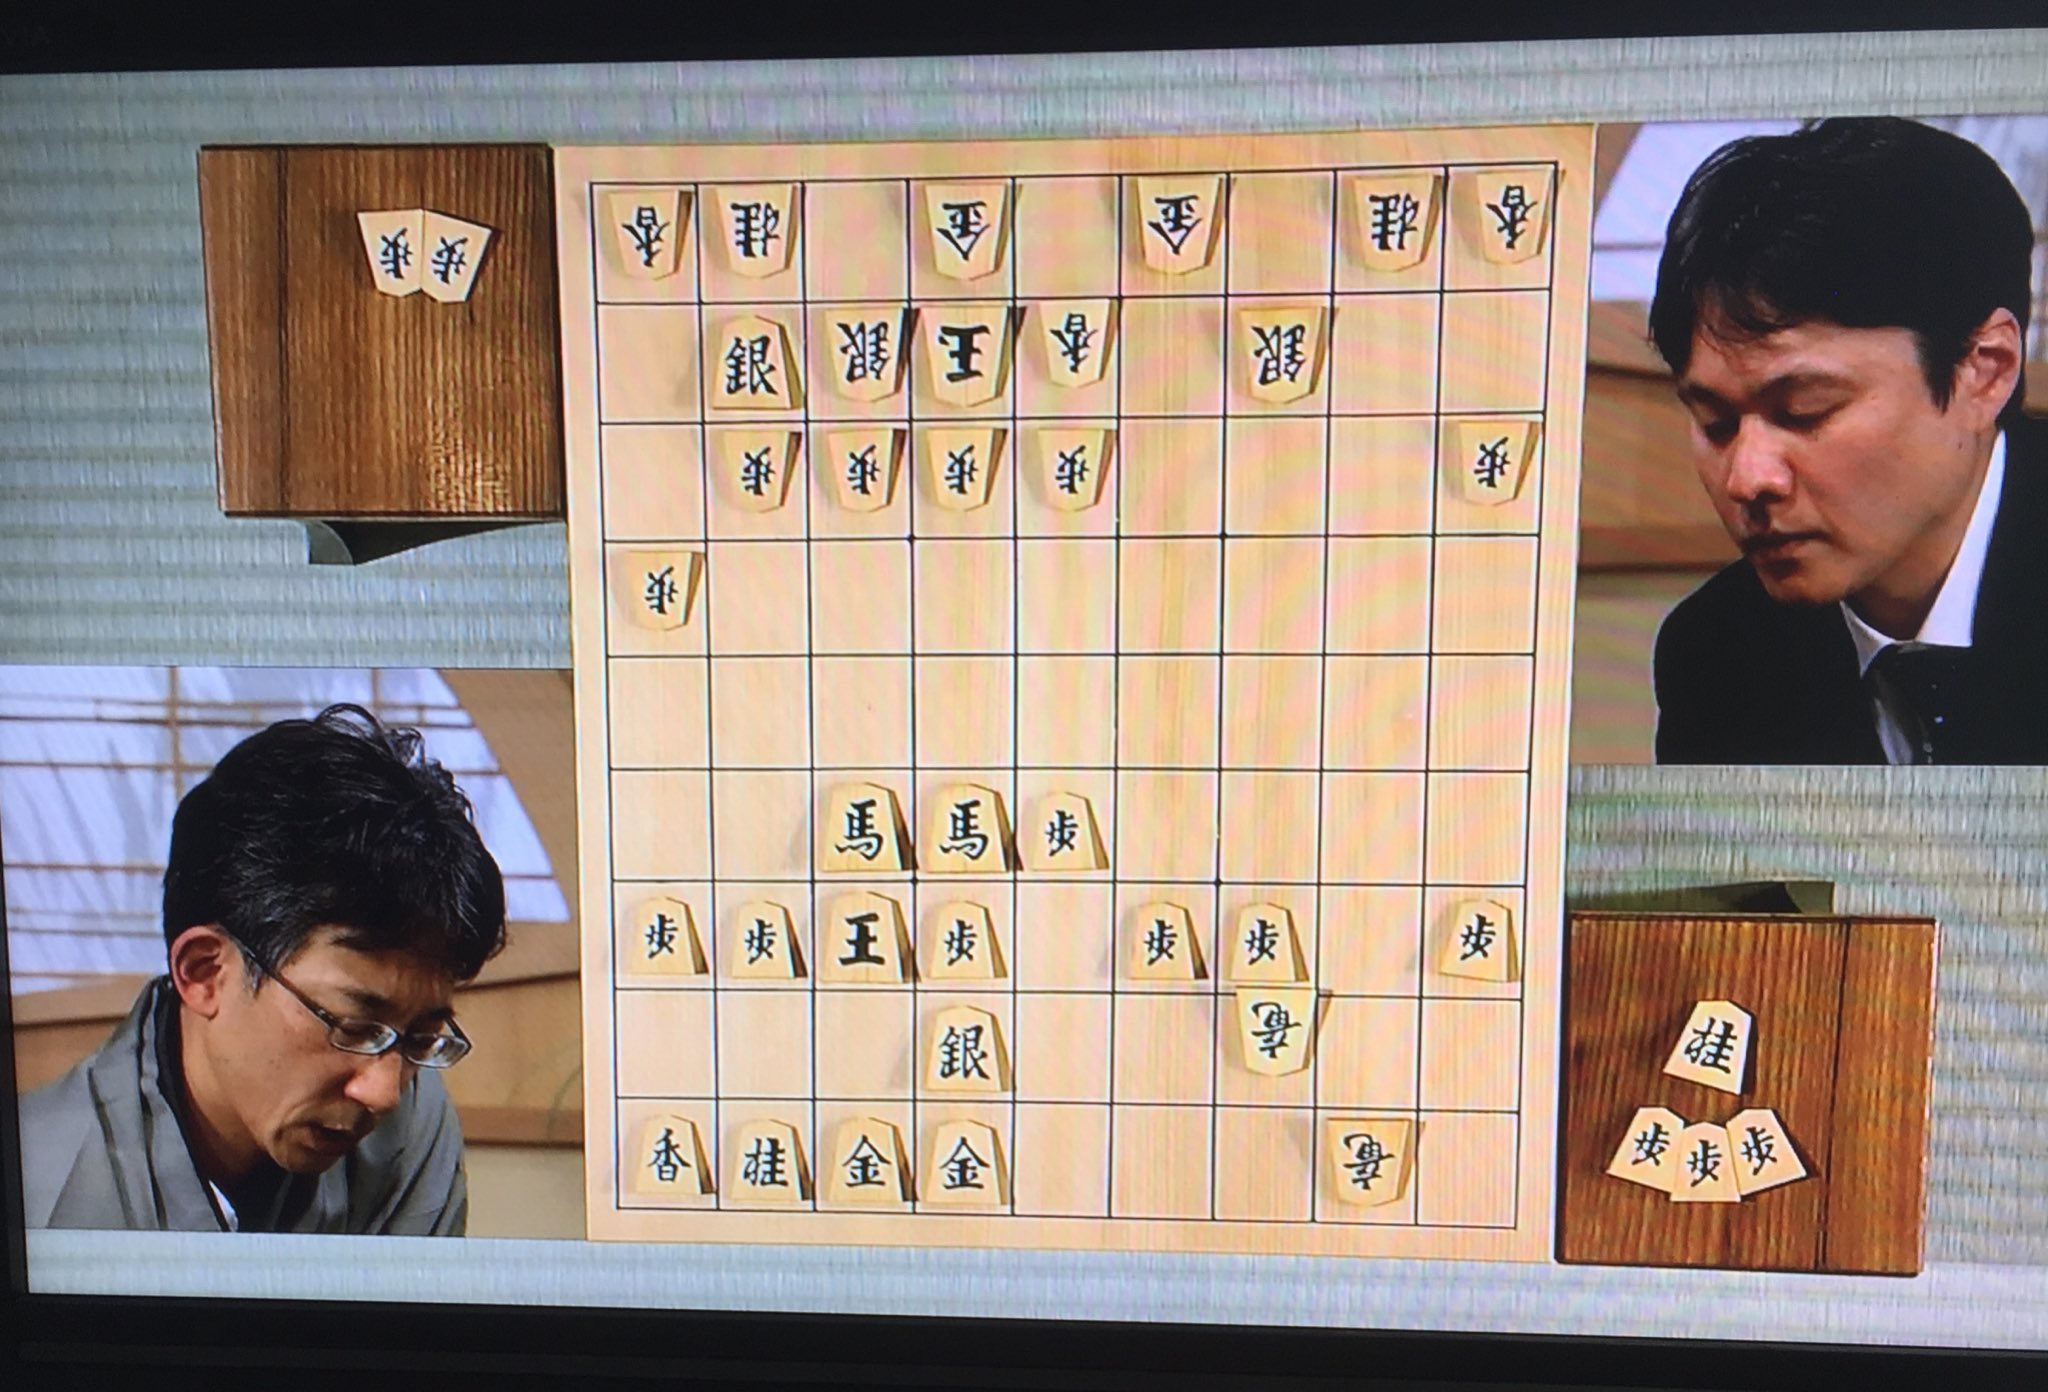 香 桂 金 金 桂 香
歩 歩
銀 銀 王 香 銀
歩 歩 歩 歩 歩
歩
馬 馬 歩
歩 歩 王 歩 歩 歩 歩
銀 竜
桂
香 桂 金 金 竜
歩 歩 歩